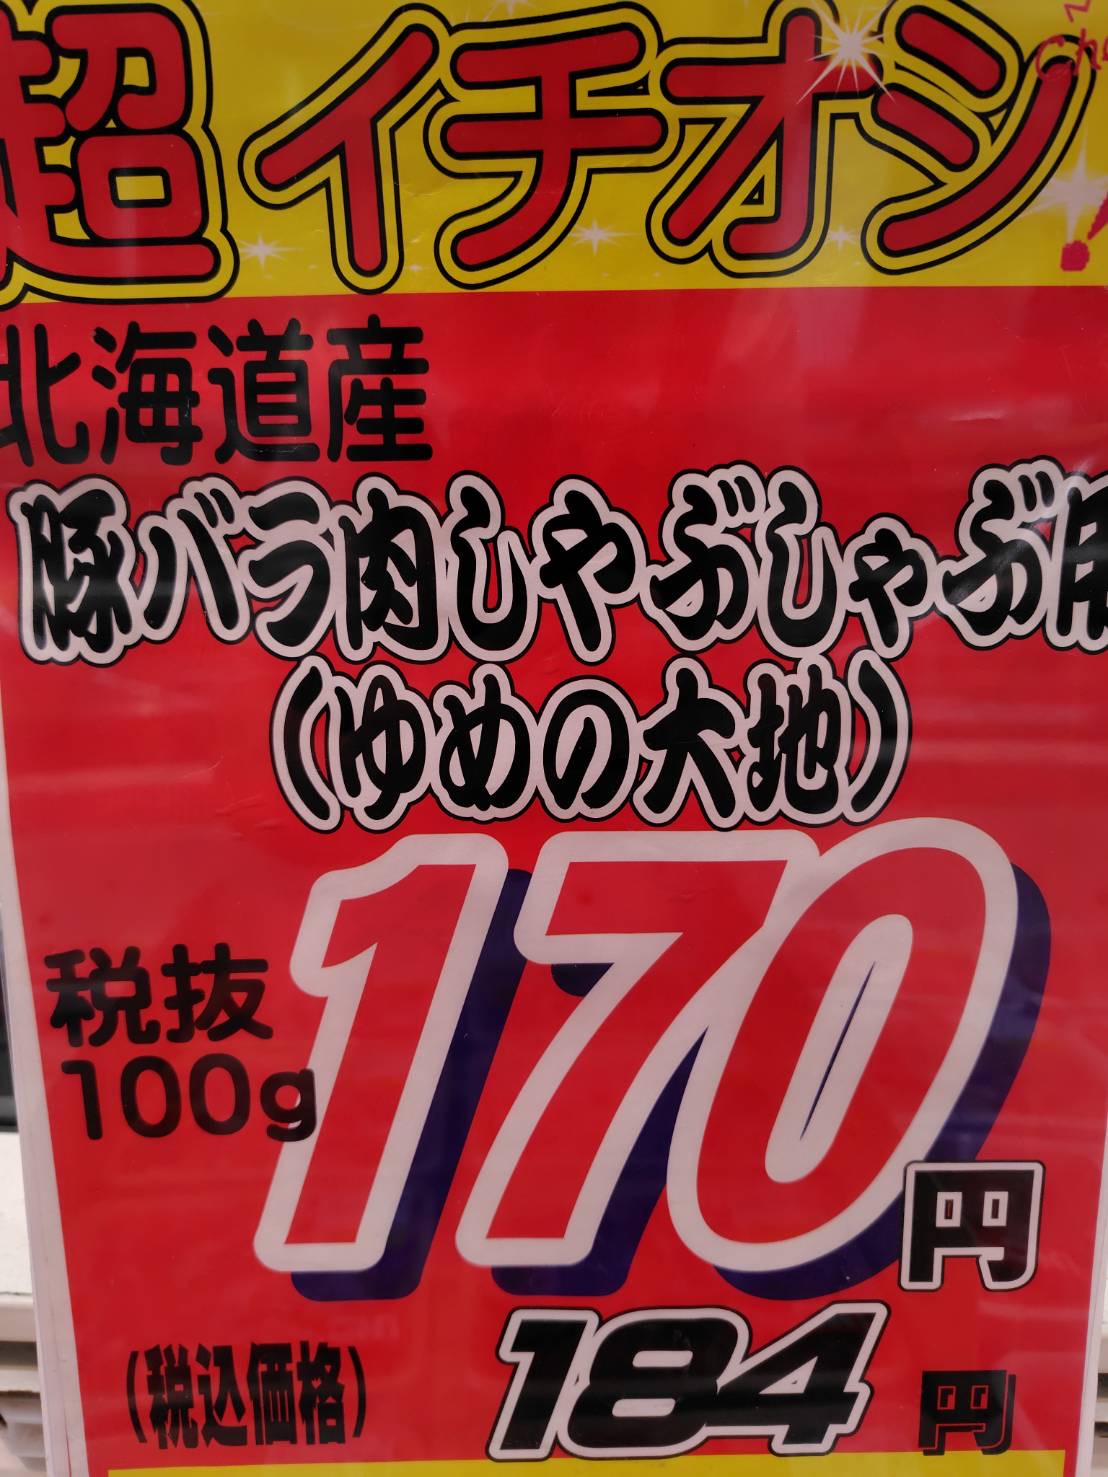 超イチオシ
北海道産
豚バラ肉しゃぶしゃぶ用
(ゆめの大地)
税抜
100g
170円
(税込価格)
184円